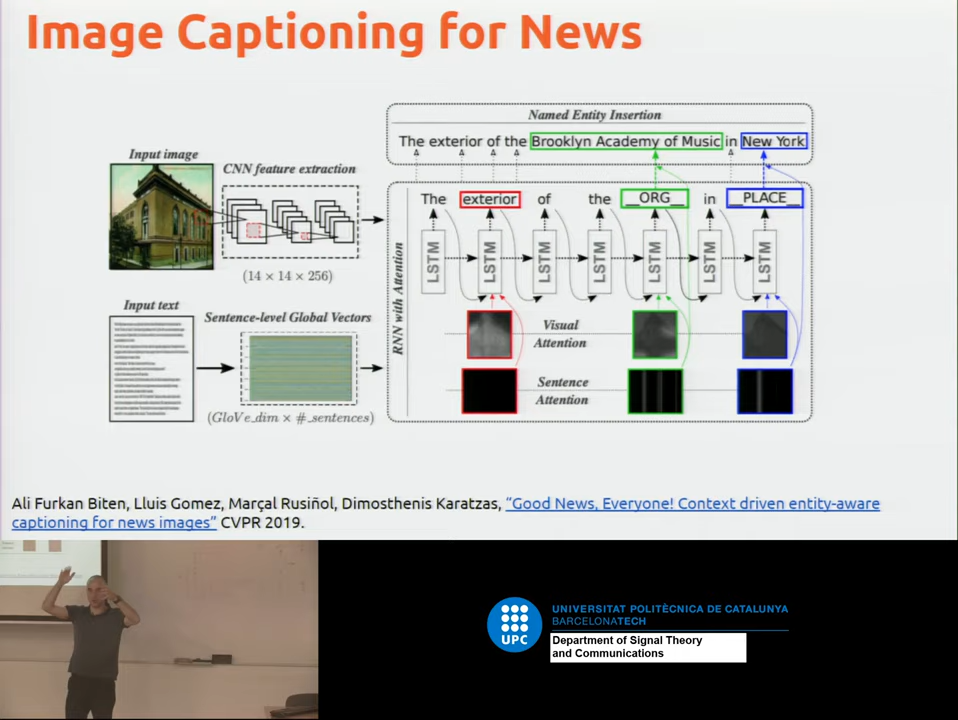 Image Captioning for News
Named Entity Insertion
The exterior of the Brooklyn Academy of Music in New York
Input image
CNN feature extraction
(14 × 14 × 256)
The exterior of the __ORG__ in __PLACE__
LSTM LSTM LSTM LSTM LSTM LSTM LSTM
RNN with Attention
Input text
Sentence-level Global Vectors
(GloVe_dim × #_sentences)
Visual
Attention
Sentence
Attention
Ali Furkan Biten, Lluis Gomez, Marçal Rusiñol, Dimosthenis Karatzas, “Good News, Everyone! Context driven entity-aware
captioning for news images” CVPR 2019.
UPC
UNIVERSITAT POLITÈCNICA DE CATALUNYA
BARCELONATECH
Department of Signal Theory
and Communications